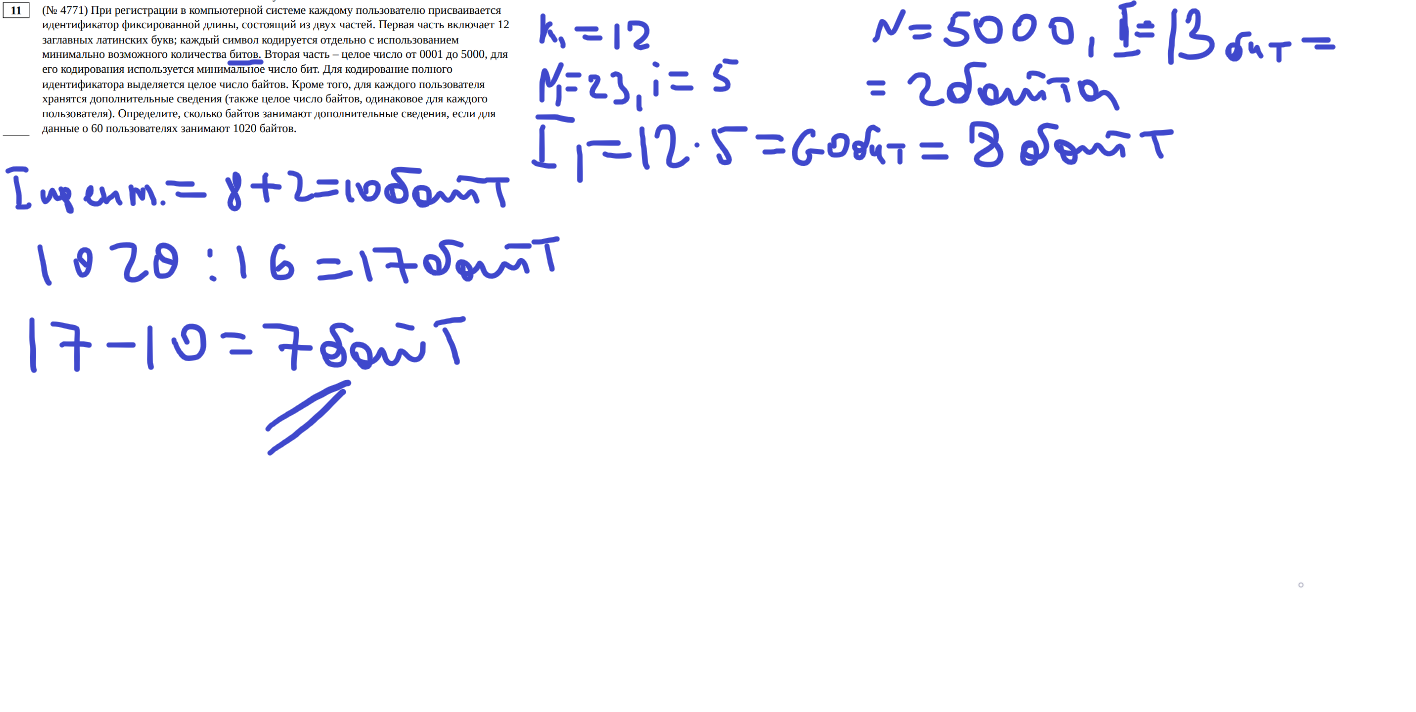 11
(№ 4771) При регистрации в компьютерной системе каждому пользователю присваивается
идентификатор фиксированной длины, состоящий из двух частей. Первая часть включает 12
заглавных латинских букв; каждый символ кодируется отдельно с использованием
минимально возможного количества битов. Вторая часть – целое число от 0001 до 5000, для
его кодирования используется минимальное число бит. Для кодирование полного
идентификатора выделяется целое число байтов. Кроме того, для каждого пользователя
хранятся дополнительные сведения (также целое число байтов, одинаковое для каждого
пользователя). Определите, сколько байтов занимают дополнительные сведения, если для
данные о 60 пользователях занимают 1020 байтов.
k₁ = 12
N₁ = 23, i = 5
I₁ = 12 · 5 = 60 бит = 8 байт
N = 5000, I = 13 бит =
= 2 байта
I идент. = 8 + 2 = 10 байт
1020 : 16 = 17 байт
17 - 10 = 7 байт